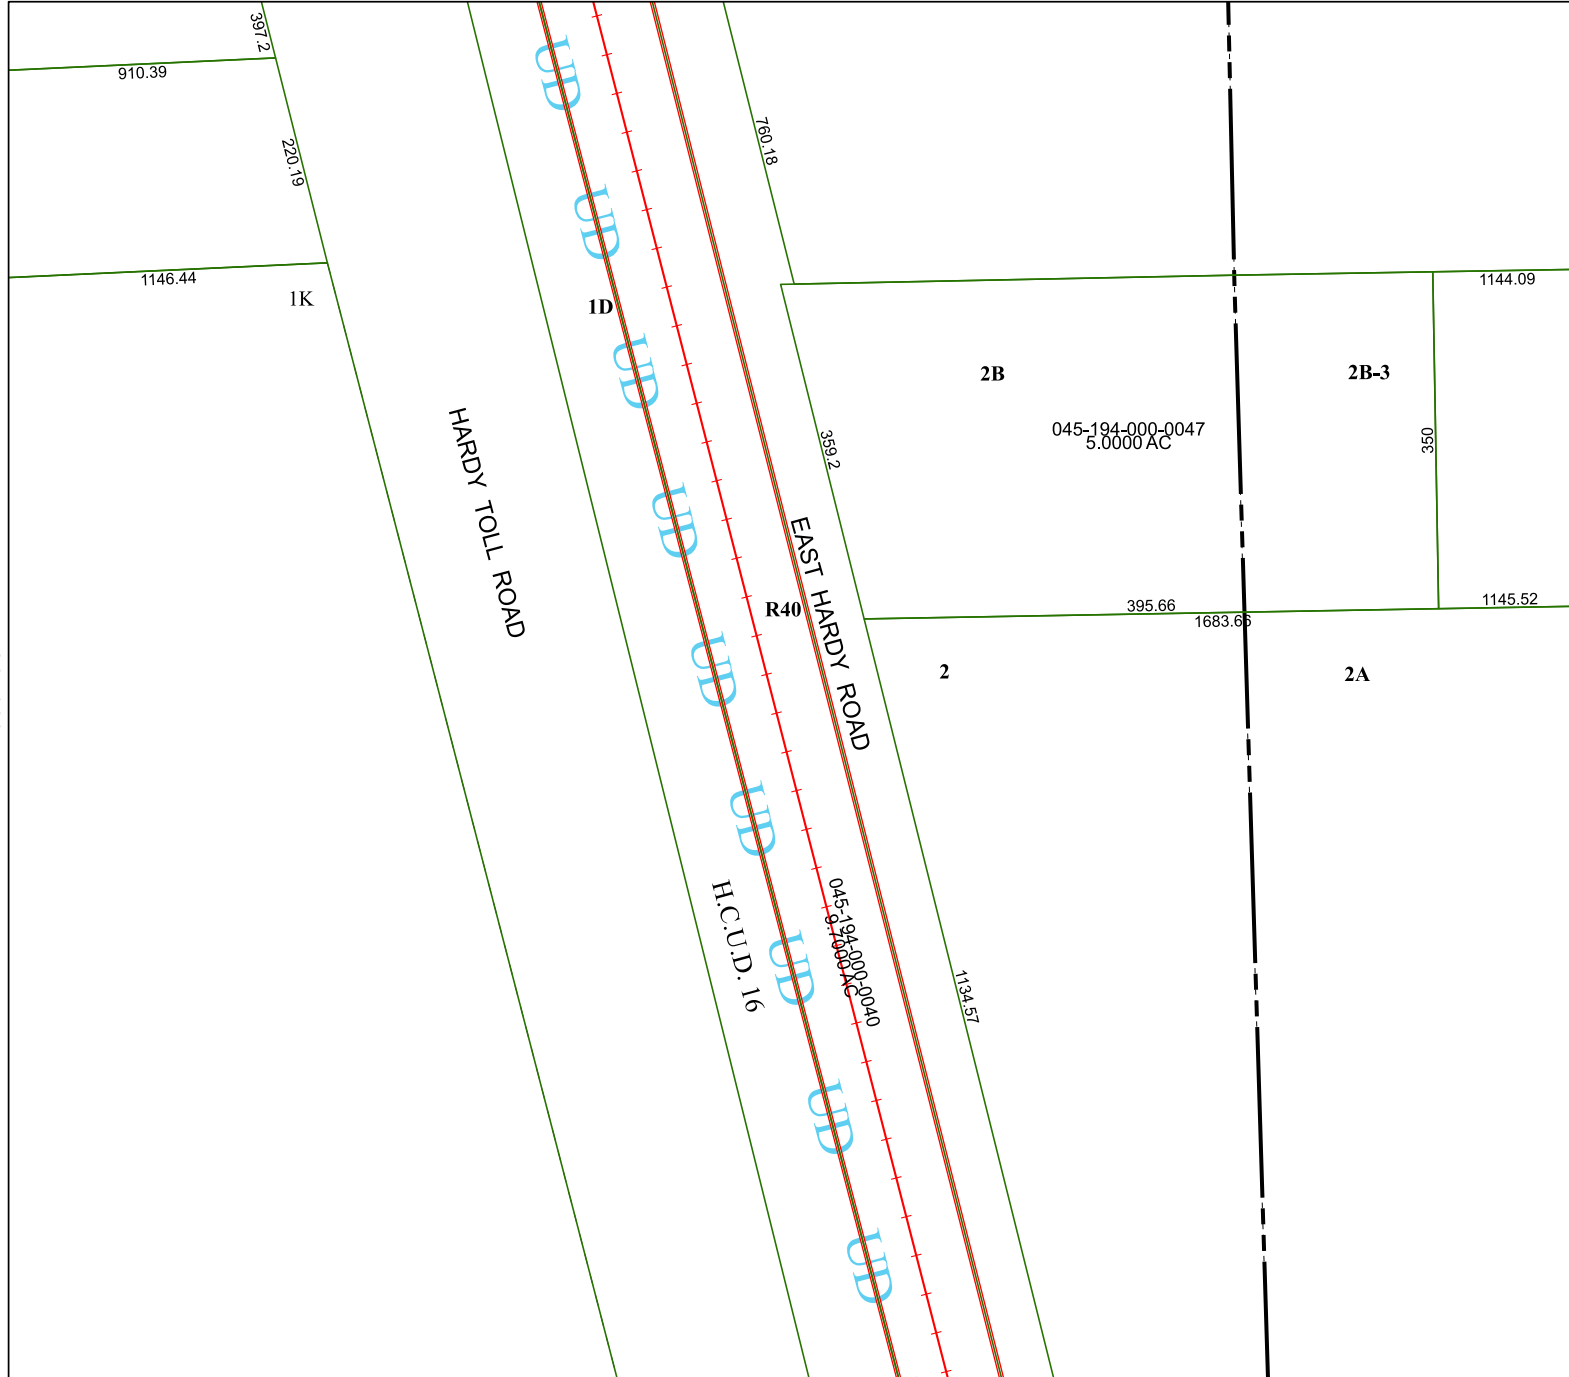 397.2
910.39
UD
760.18
220.19
UD
1146.44
1144.09
1K
1D
UD
2B
2B-3
045-194-000-0047
5.0000 AC
350
359.2
HARDY TOLL ROAD
UD
EAST HARDY ROAD
R40
395.66
1145.52
1683.66
UD
2
2A
UD
H.C.U.D. 16
045-194-000-0040
9.7000 AC
UD
1134.57
UD
UD